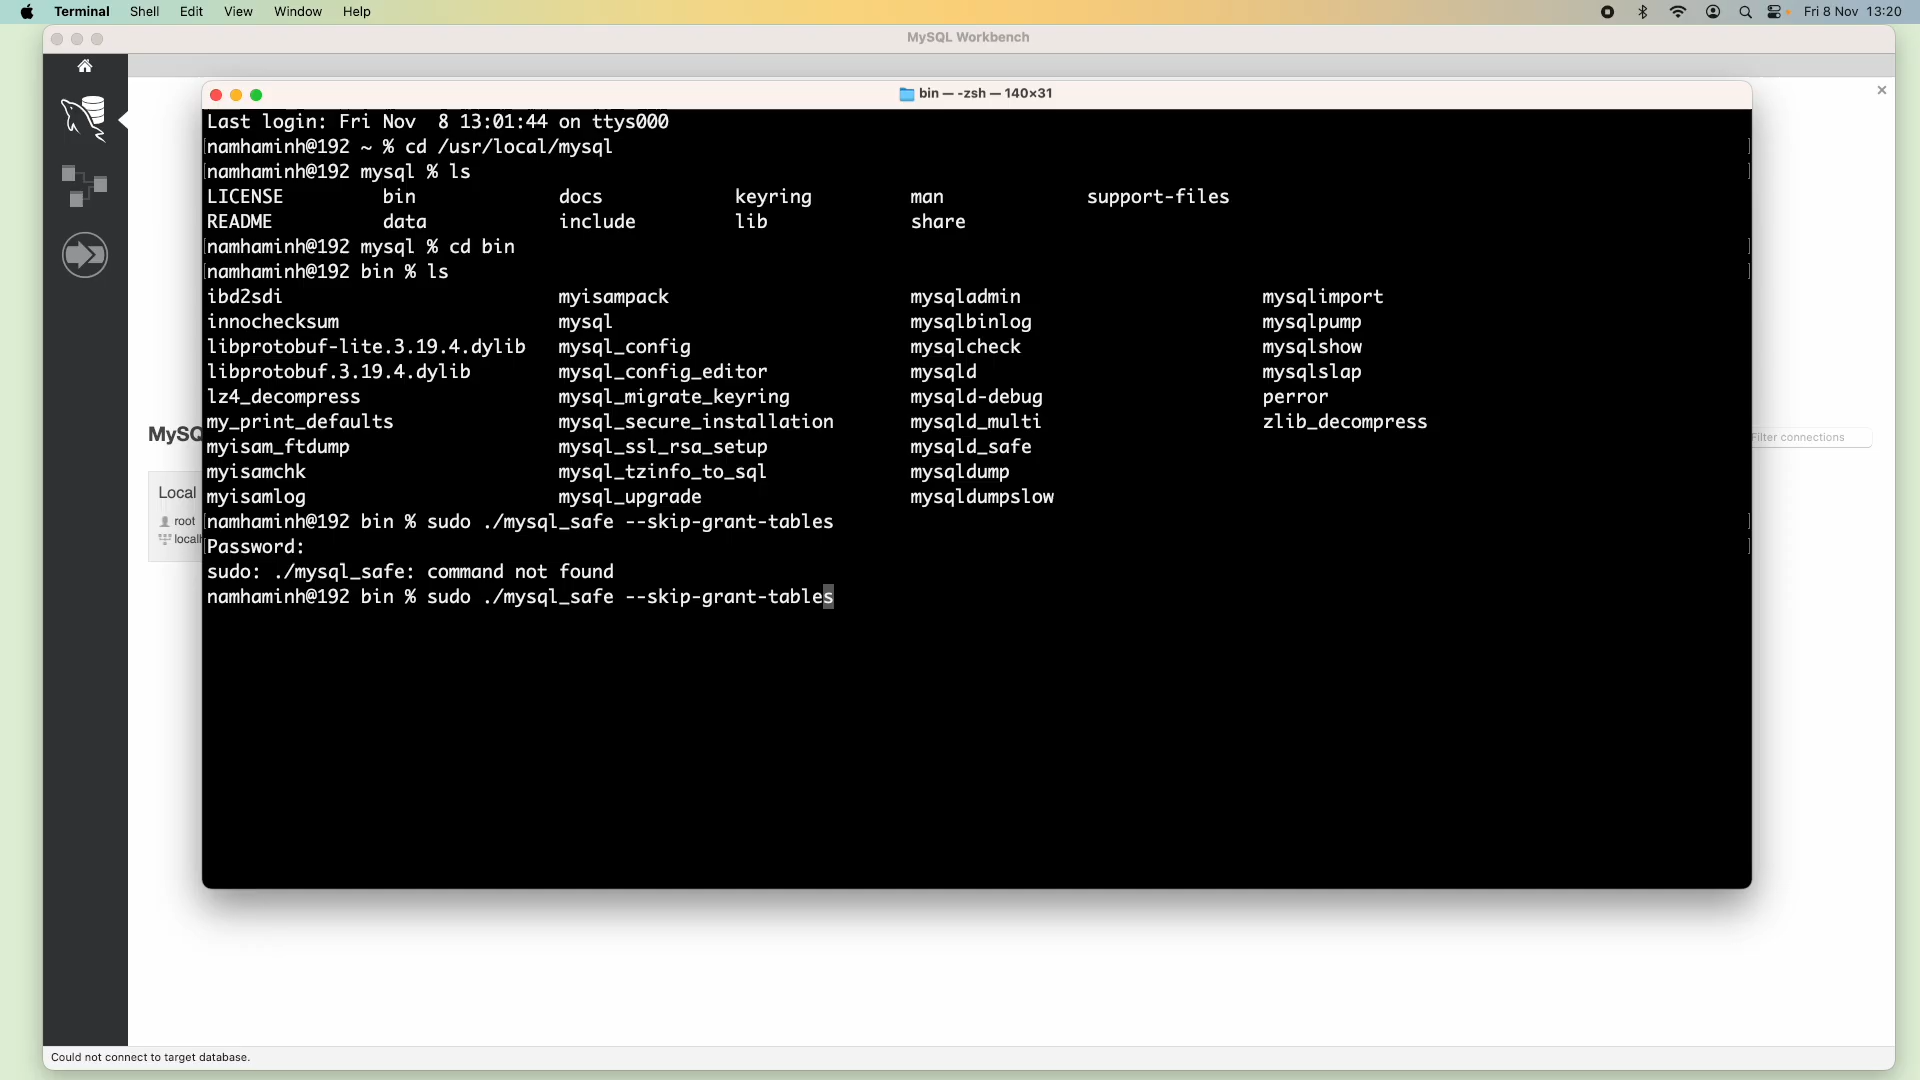 Terminal Shell Edit View Window Help Fri 8 Nov 13:20
MySQL Workbench
bin — -zsh — 140×31
Last login: Fri Nov  8 13:01:44 on ttys000
namhaminh@192 ~ % cd /usr/local/mysql
namhaminh@192 mysql % ls
LICENSE bin docs keyring man support-files
README data include lib share
namhaminh@192 mysql % cd bin
namhaminh@192 bin % ls
ibd2sdi myisampack mysqladmin mysqlimport
innochecksum mysql mysqlbinlog mysqlpump
libprotobuf-lite.3.19.4.dylib mysql_config mysqlcheck mysqlshow
libprotobuf.3.19.4.dylib mysql_config_editor mysqld mysqlslap
lz4_decompress mysql_migrate_keyring mysqld-debug perror
my_print_defaults mysql_secure_installation mysqld_multi zlib_decompress
myisam_ftdump mysql_ssl_rsa_setup mysqld_safe
myisamchk mysql_tzinfo_to_sql mysqldump
myisamlog mysql_upgrade mysqldumpslow
namhaminh@192 bin % sudo ./mysql_safe --skip-grant-tables
Password:
sudo: ./mysql_safe: command not found
namhaminh@192 bin % sudo ./mysql_safe --skip-grant-tables
MySQ
Filter connections
Local
root
local
Could not connect to target database.